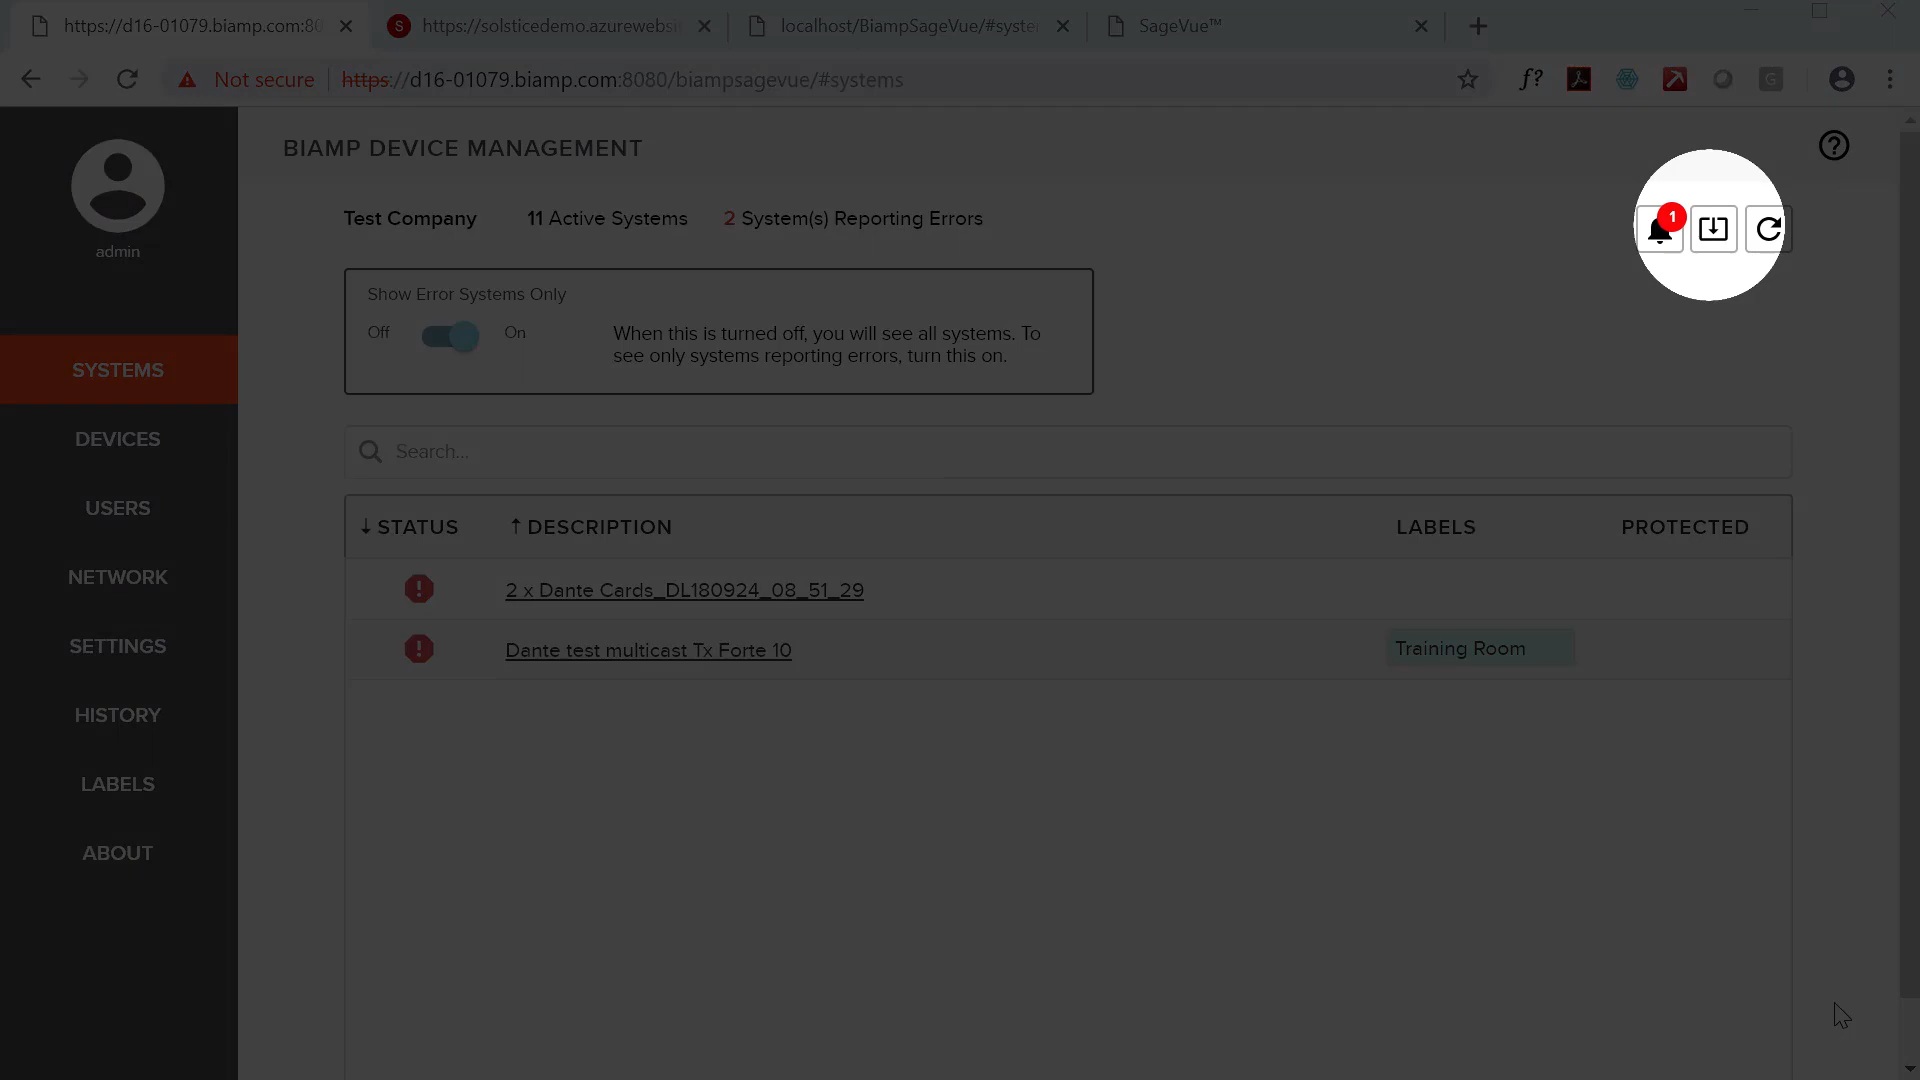 https://d16-01079.biamp.com:80
https://solsticedemo.azurewebsi
localhost/BiampSageVue/#syste
SageVue™
Not secure
https://d16-01079.biamp.com:8080/biampsagevue/#systems
f?
G
BIAMP DEVICE MANAGEMENT
admin
Test Company
11 Active Systems
2 System(s) Reporting Errors
1
Show Error Systems Only
Off
On
When this is turned off, you will see all systems. To
see only systems reporting errors, turn this on.
SYSTEMS
DEVICES
USERS
NETWORK
SETTINGS
HISTORY
LABELS
ABOUT
Search...
STATUS
DESCRIPTION
LABELS
PROTECTED
2 x Dante Cards_DL180924_08_51_29
Dante test multicast Tx Forte 10
Training Room